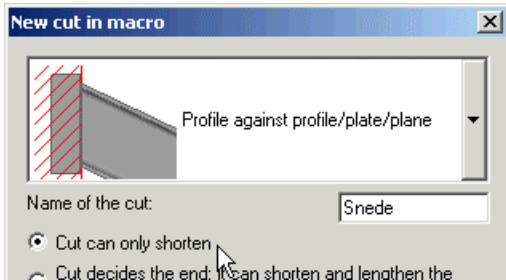 New cut in macro
Profile against profile/plate/plane
Name of the cut:
Snede
Cut can only shorten
Cut decides the end; it can shorten and lengthen the